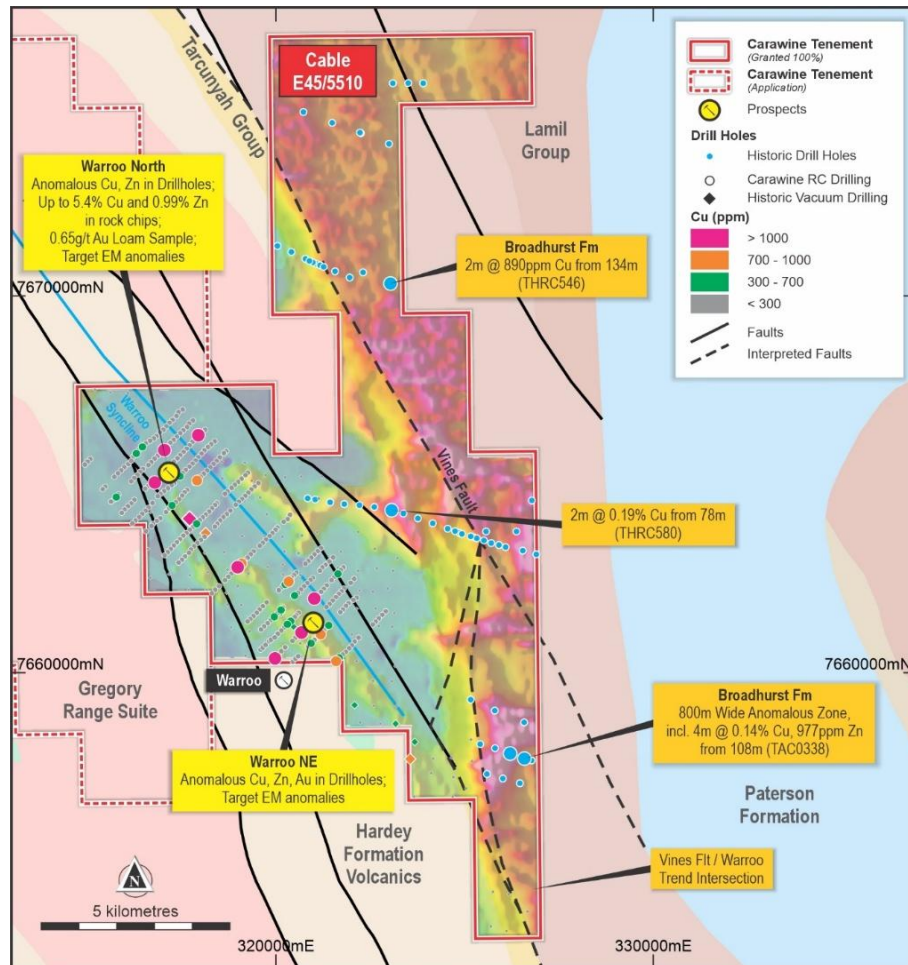 Tarcunyah Group
Cable
E45/5510
Lamil
Group
Carawine Tenement
(Granted 100%)
Carawine Tenement
(Application)
Prospects
Drill Holes
Historic Drill Holes
Carawine RC Drilling
Historic Vacuum Drilling
Cu (ppm)
> 1000
700 - 1000
300 - 700
< 300
Faults
Interpreted Faults
Warroo North
Anomalous Cu, Zn in Drillholes;
Up to 5.4% Cu and 0.99% Zn
in rock chips;
0.65g/t Au Loam Sample;
Target EM anomalies
Broadhurst Fm
2m @ 890ppm Cu from 134m
(THRC546)
7670000mN
Warroo
Syncline
Vines Fault
2m @ 0.19% Cu from 78m
(THRC580)
7660000mN
7660000mN
Warroo
Gregory
Range Suite
Broadhurst Fm
800m Wide Anomalous Zone,
incl. 4m @ 0.14% Cu, 977ppm Zn
from 108m (TAC0338)
Warroo NE
Anomalous Cu, Zn, Au in Drillholes;
Target EM anomalies
Paterson
Formation
Hardey
Formation
Volcanics
Vines Flt / Warroo
Trend Intersection
N
5 kilometres
320000mE
330000mE